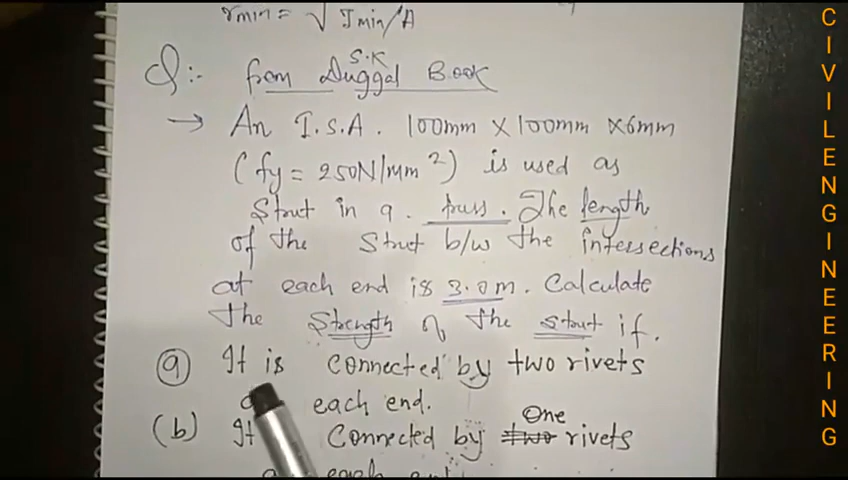 rmin = √Imin/A
Q:- from S.K Duggal Book
→ An I.S.A. 100mm × 100mm × 6mm
(fy = 250N/mm²) is used as
Strut in a. truss. The length
of the Strut b/w the intersections
at each end is 3.0m. Calculate
the Strength of the strut if.
(a) It is connected by two rivets
each end.
(b) It Connected by One two rivets
each
CIVILENGINEERING